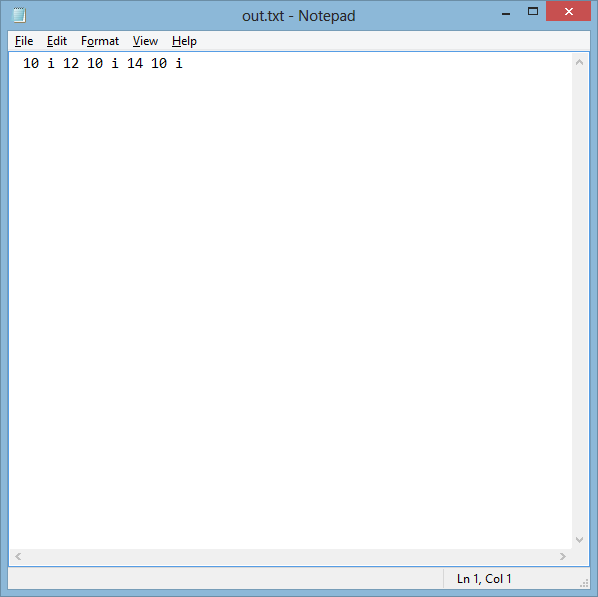 out.txt - Notepad
File Edit Format View Help
10 i 12 10 i 14 10 i
Ln 1, Col 1